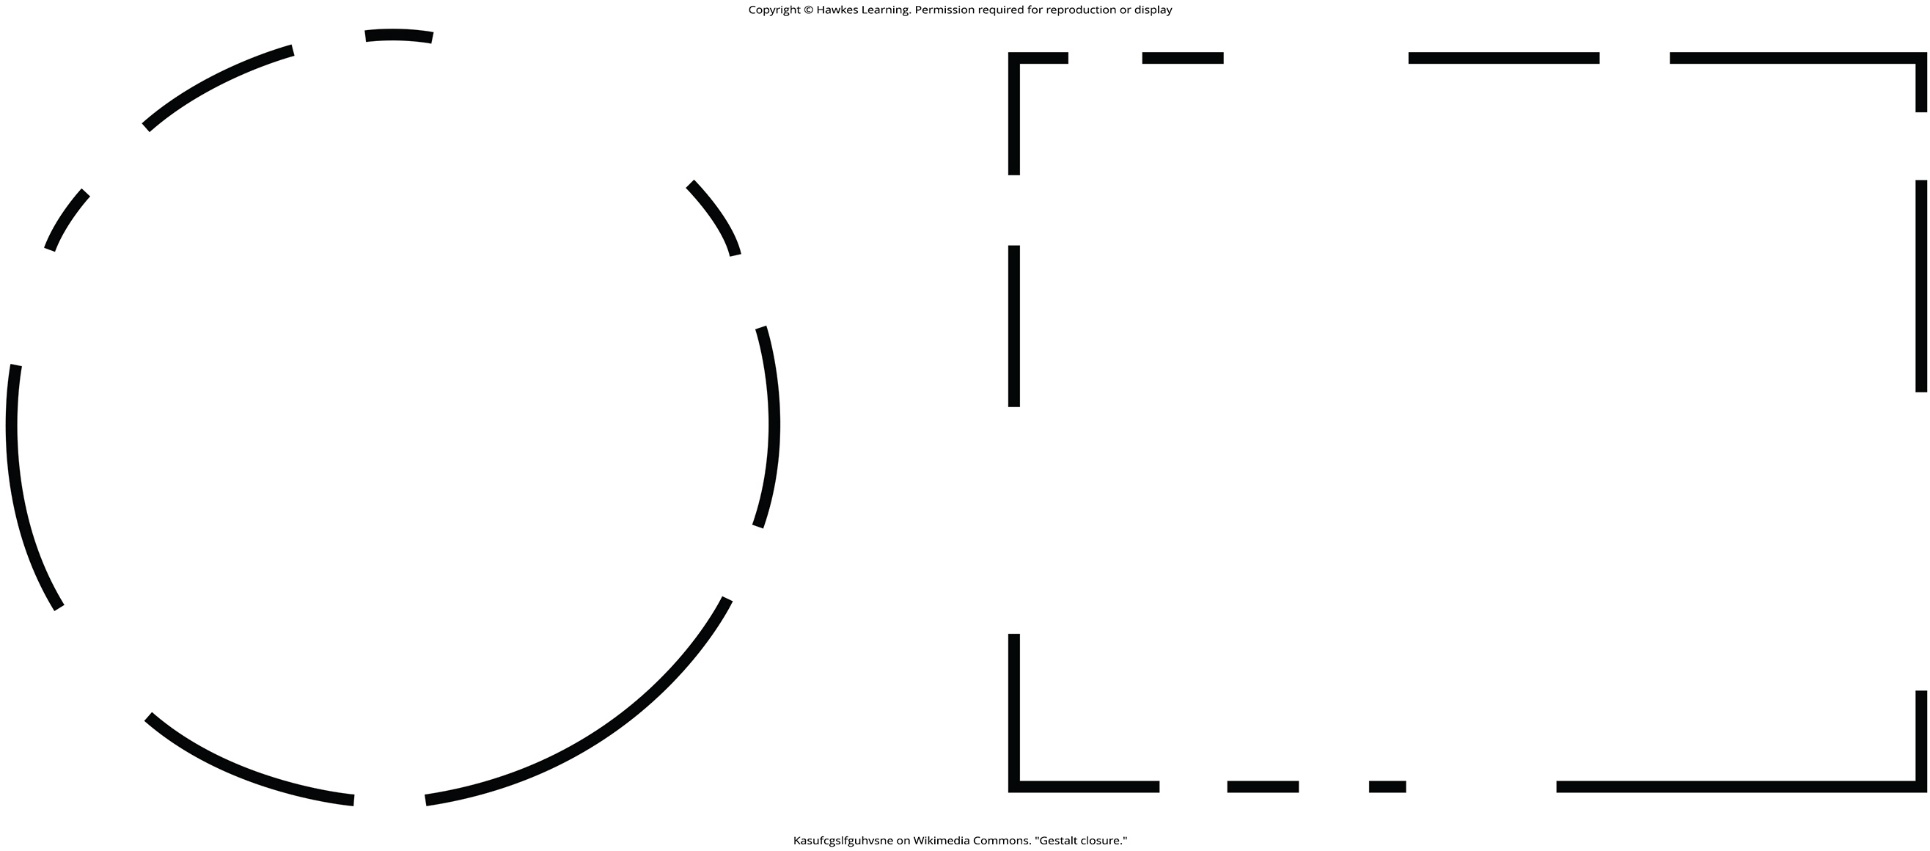 Copyright © Hawkes Learning. Permission required for reproduction or display
Kasufcgslfguhvsne on Wikimedia Commons. "Gestalt closure."